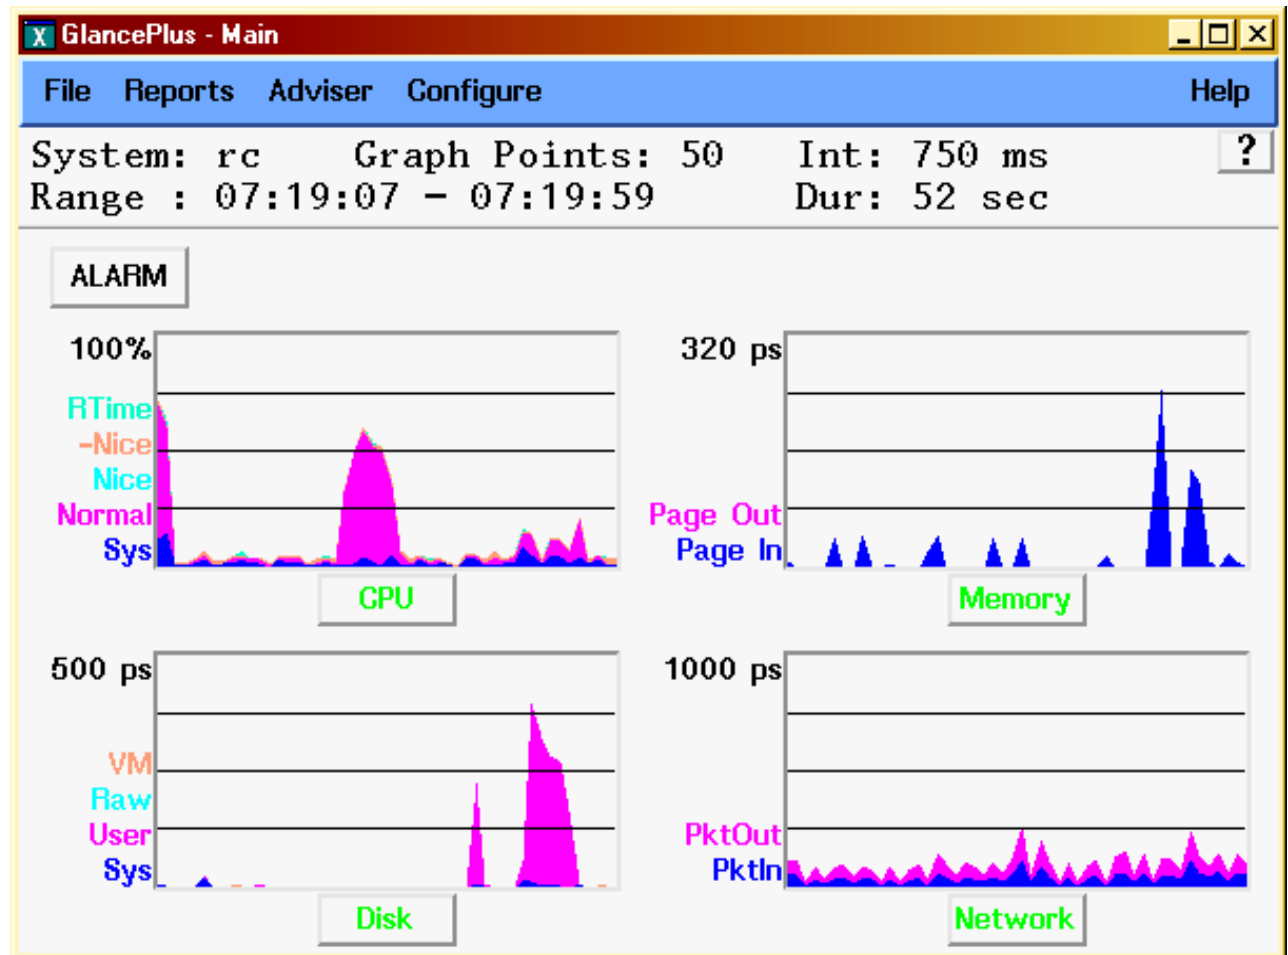 X GlancePlus - Main
File Reports Adviser Configure Help
System: rc Graph Points: 50 Int: 750 ms ?
Range : 07:19:07 - 07:19:59 Dur: 52 sec
ALARM
100%
RTime
-Nice
Nice
Normal
Sys
CPU
320 ps
Page Out
Page In
Memory
500 ps
VM
Raw
User
Sys
Disk
1000 ps
PktOut
PktIn
Network